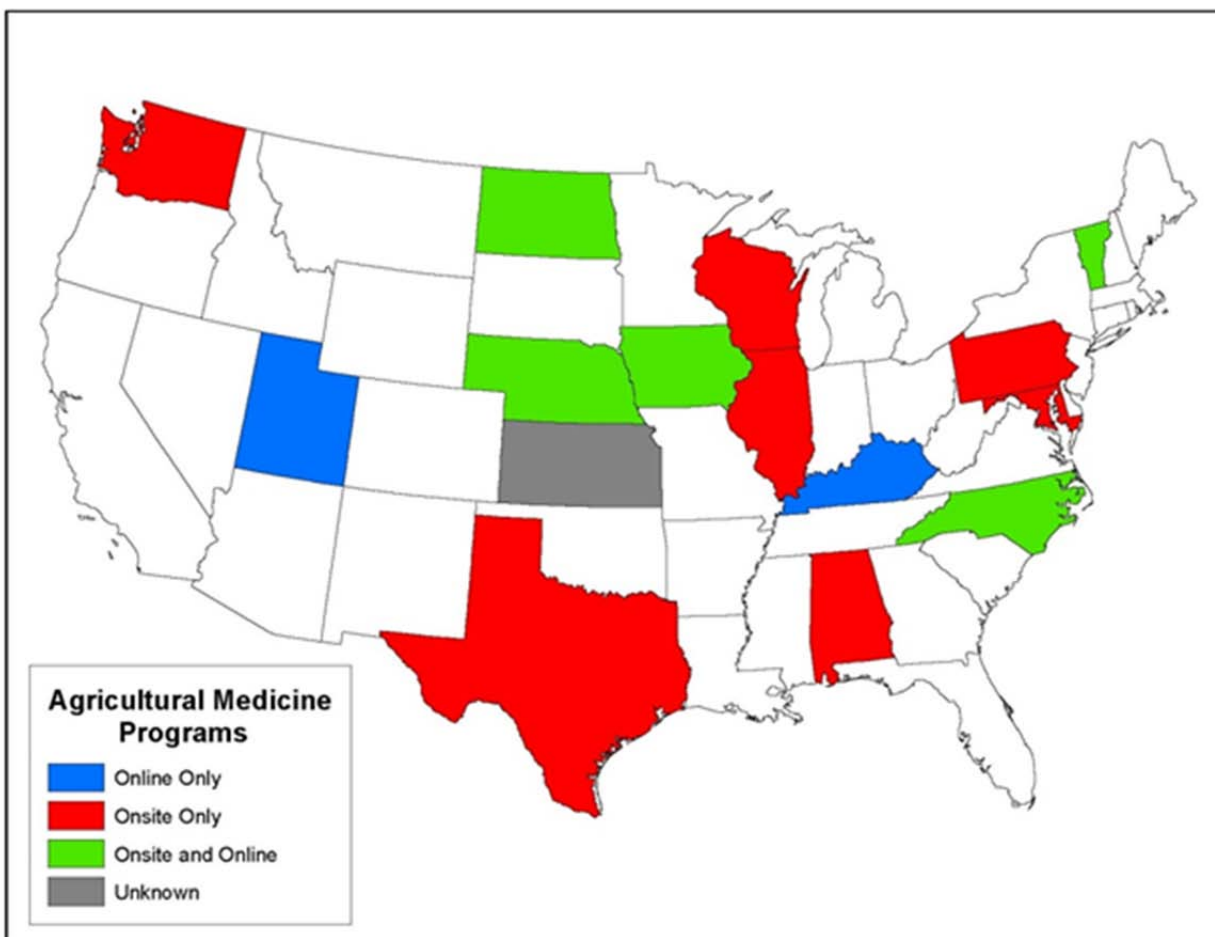 Agricultural Medicine
Programs
Online Only
Onsite Only
Onsite and Online
Unknown